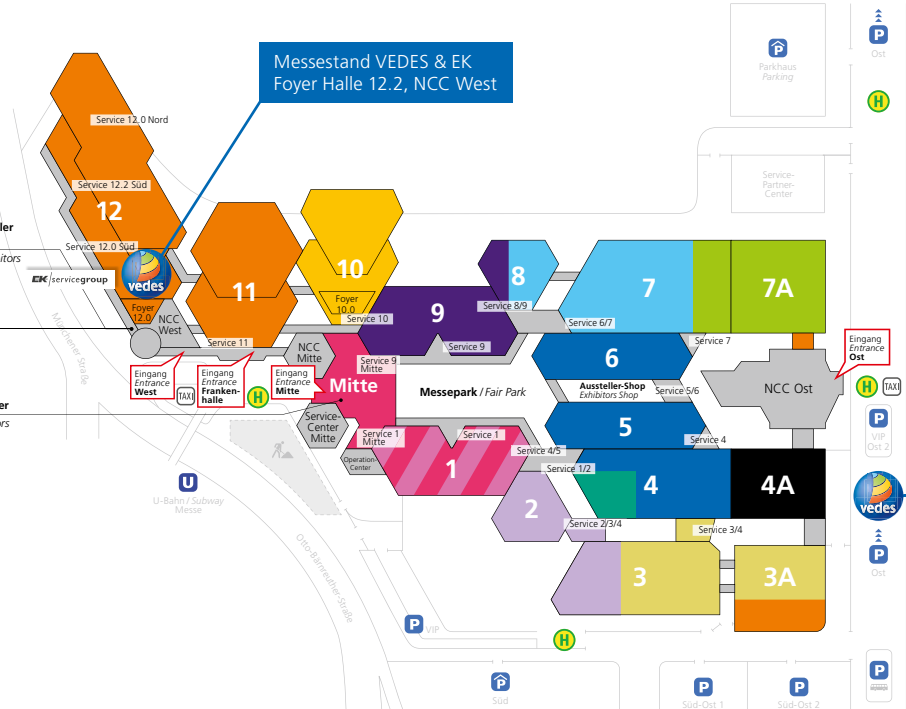 Messestand VEDES & EK
Foyer Halle 12.2, NCC West
P
Ost
P
Parkhaus
Parking
H
Service-
Partner-
Center
Service 12.0 Nord
Service 12.2 Süd
12
ler
itors
Service 12.0 Süd
EK/servicegroup
vedes
Foyer
12.0
NCC
West
11
10
Foyer
10.0
Service 10
Service 11
9
Service 9
8
Service 8/9
7
7A
Service 6/7
Service 7
NCC
Mitte
Service 9
Mitte
Mitte
Messepark / Fair Park
6
Aussteller-Shop
Exhibitors Shop
Service 5/6
5
Service 4
NCC Ost
Eingang
Entrance
Ost
H
TAXI
Eingang
Entrance
West
TAXI
Eingang
Entrance
Franken-
halle
H
Eingang
Entrance
Mitte
er
ors
Service-
Center
Mitte
Operation-
Center
Service 1
Mitte
Service 1
1
Service 4/5
Service 1/2
2
Service 2/3/4
4
4A
Service 3/4
3
3A
P
VIP
Ost 2
vedes
P
Ost
Münchener Straße
U
U-Bahn / Subway
Messe
Otto-Bärnreuther-Straße
P
VIP
H
P
Süd
P
Süd-Ost 1
P
Süd-Ost 2
P